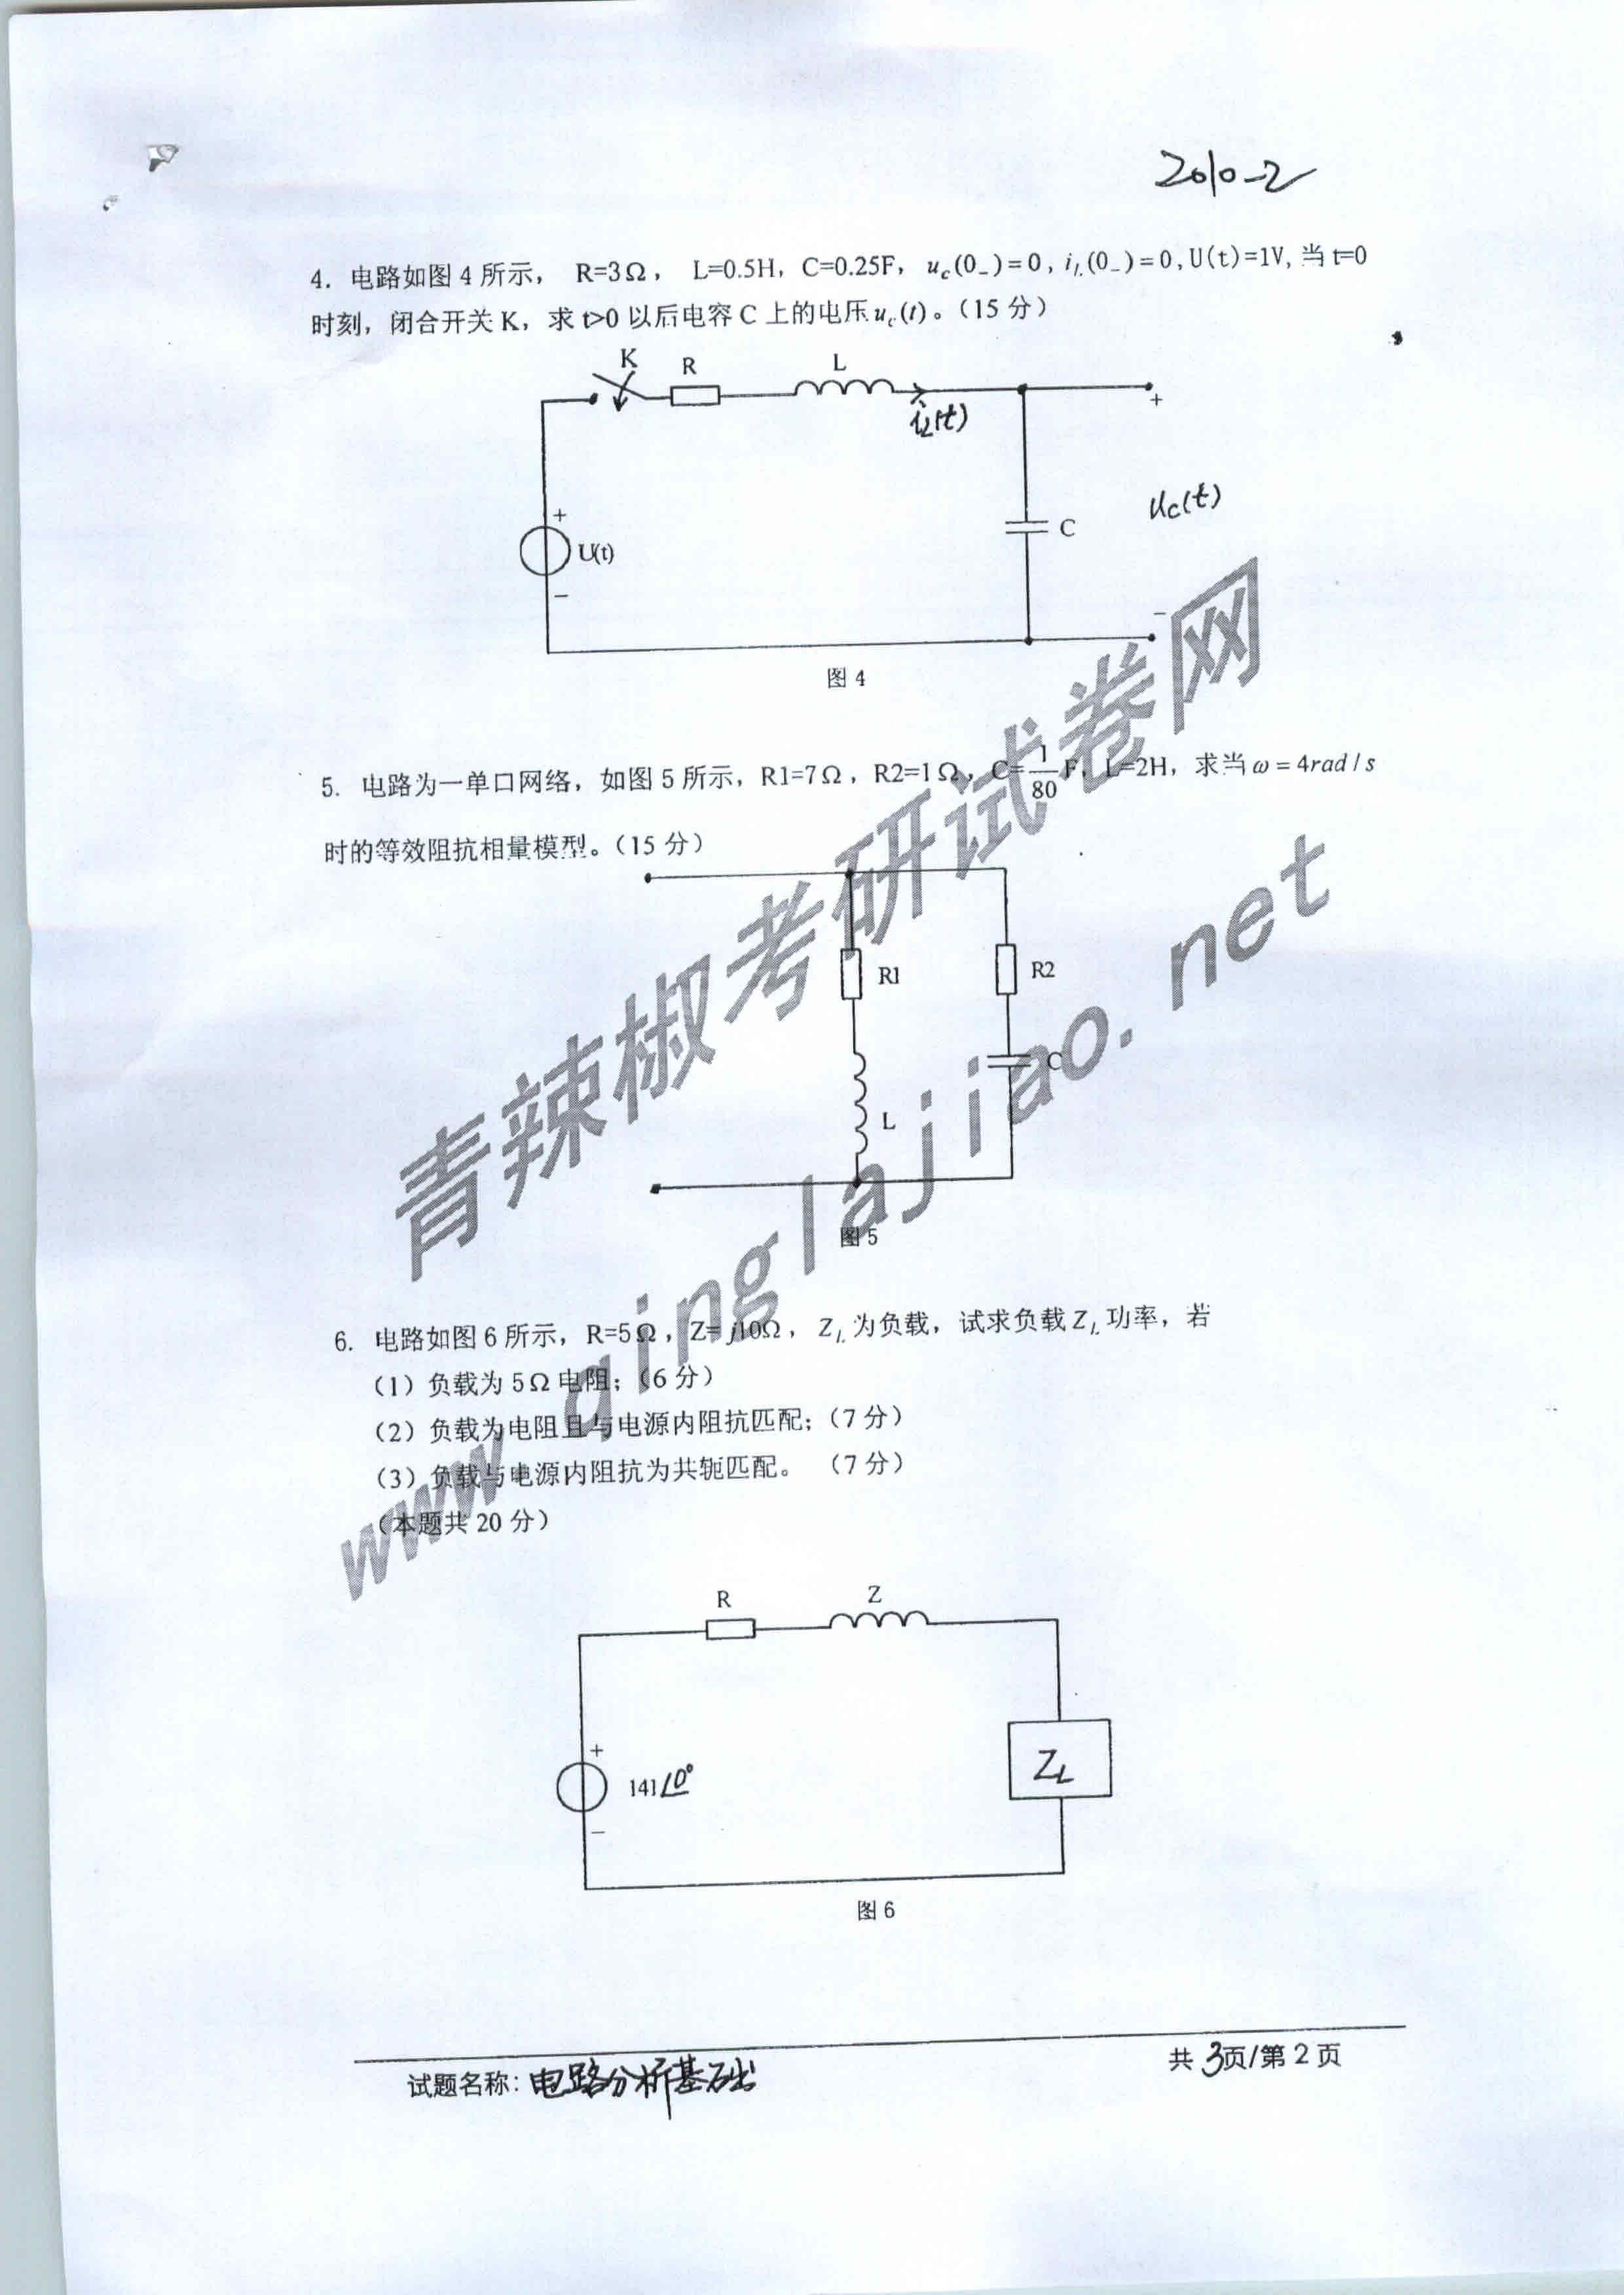 2010-2
4. 电路如图 4 所示， R=3Ω， L=0.5H，C=0.25F， u_c(0_)=0, i_L(0_)=0, U(t)=1V, 当 t=0
时刻，闭合开关 K，求 t>0 以后电容 C 上的电压 u_c(t)。（15 分）
K R L
i_L(t)
+
u_c(t)
+
C
U(t)
−
−
图 4
5. 电路为一单口网络，如图 5 所示，R1=7Ω，R2=1Ω，C=1/80 F，L=2H，求当 ω = 4rad / s
时的等效阻抗相量模型。（15 分）
R1 R2
C
L
图 5
6. 电路如图 6 所示，R=5Ω，Z= j10Ω， Z_L 为负载，试求负载 Z_L 功率，若
（1）负载为 5Ω 电阻；（6 分）
（2）负载为电阻且与电源内阻抗匹配；（7 分）
（3）负载与电源内阻抗为共轭匹配。 （7 分）
（本题共 20 分）
R Z
+
141∠0°
Z_L
−
图 6
试题名称：电路分析基础
共 3页/第 2 页
青辣椒考研试卷网
www.qinglajiao.net